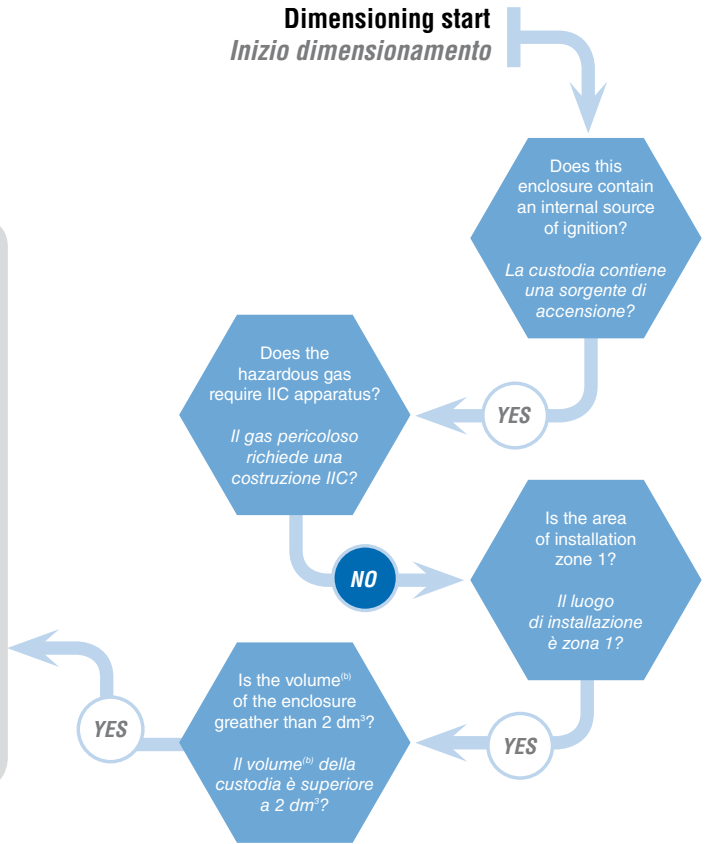 Dimensioning start
Inizio dimensionamento
Does this
enclosure contain
an internal source
of ignition?
La custodia contiene
una sorgente di
accensione?
YES
Does the
hazardous gas
require IIC apparatus?
Il gas pericoloso
richiede una
costruzione IIC?
NO
Is the area
of installation
zone 1?
Il luogo
di installazione
è zona 1?
YES
Is the volume⁽ᵇ⁾
of the enclosure
greather than 2 dm³?
Il volume⁽ᵇ⁾ della
custodia è superiore
a 2 dm³?
YES